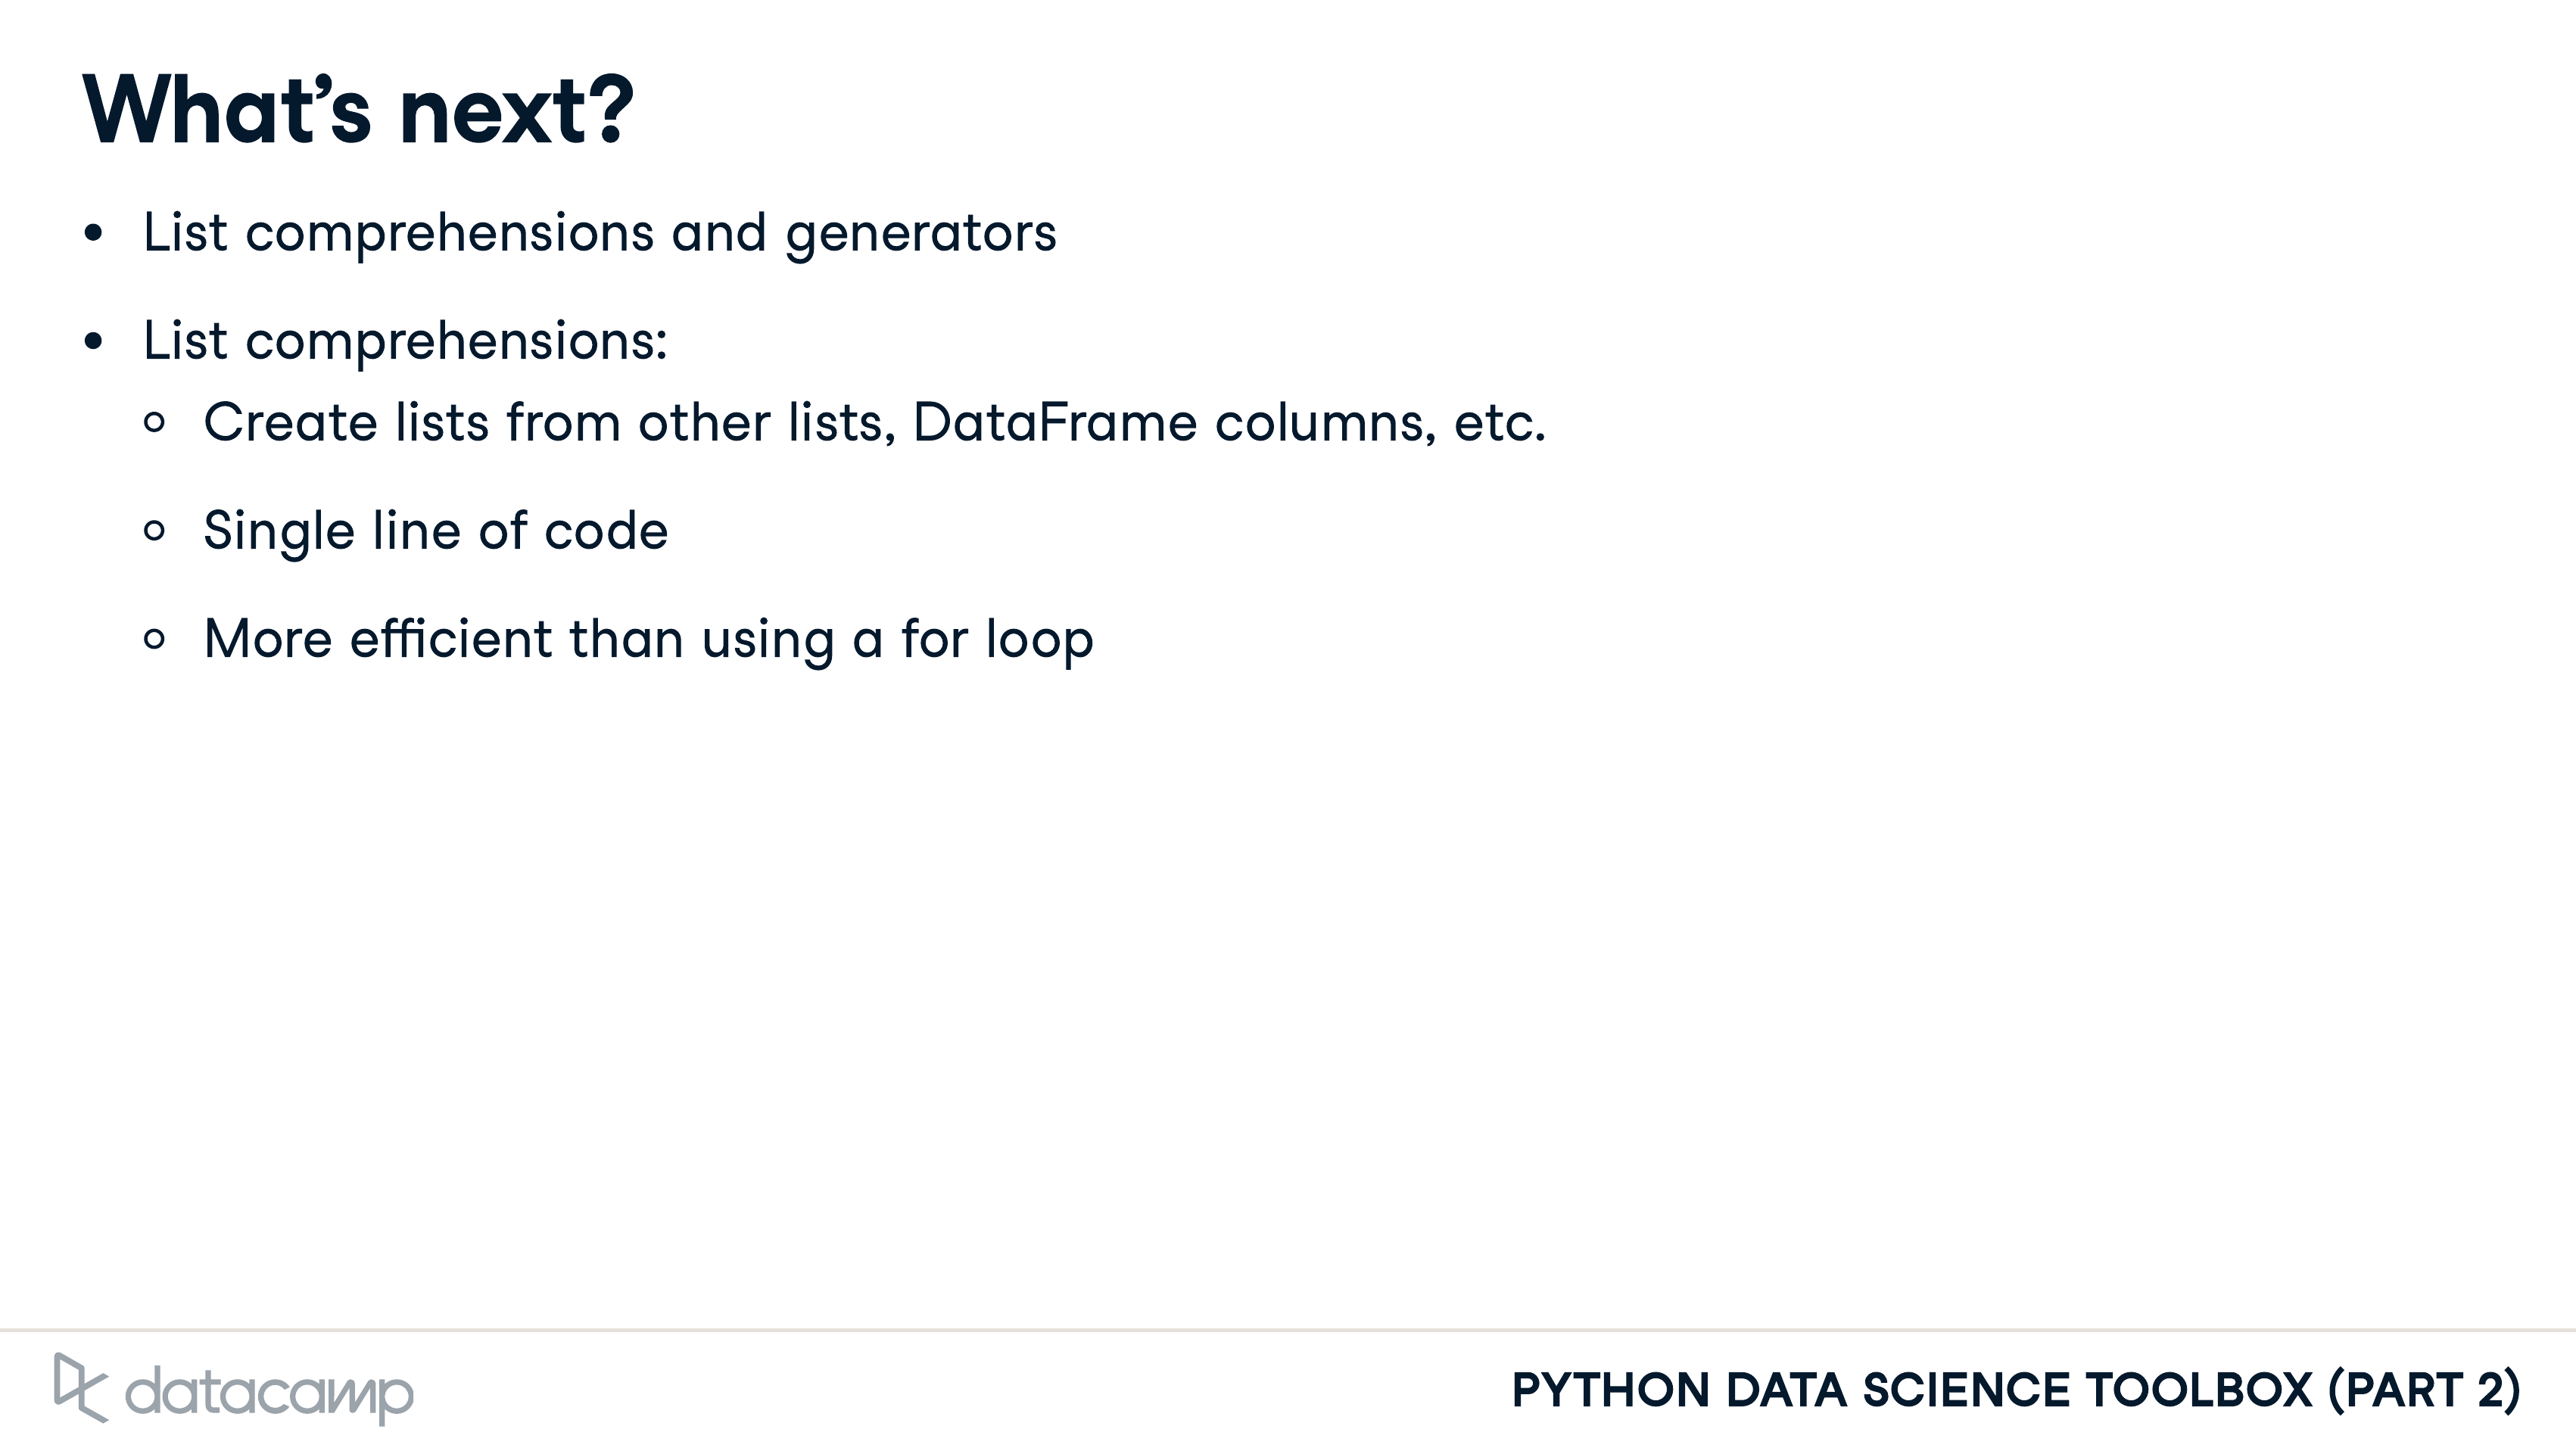 What’s next?
• List comprehensions and generators
• List comprehensions:
○ Create lists from other lists, DataFrame columns, etc.
○ Single line of code
○ More efficient than using a for loop
datacamp
PYTHON DATA SCIENCE TOOLBOX (PART 2)